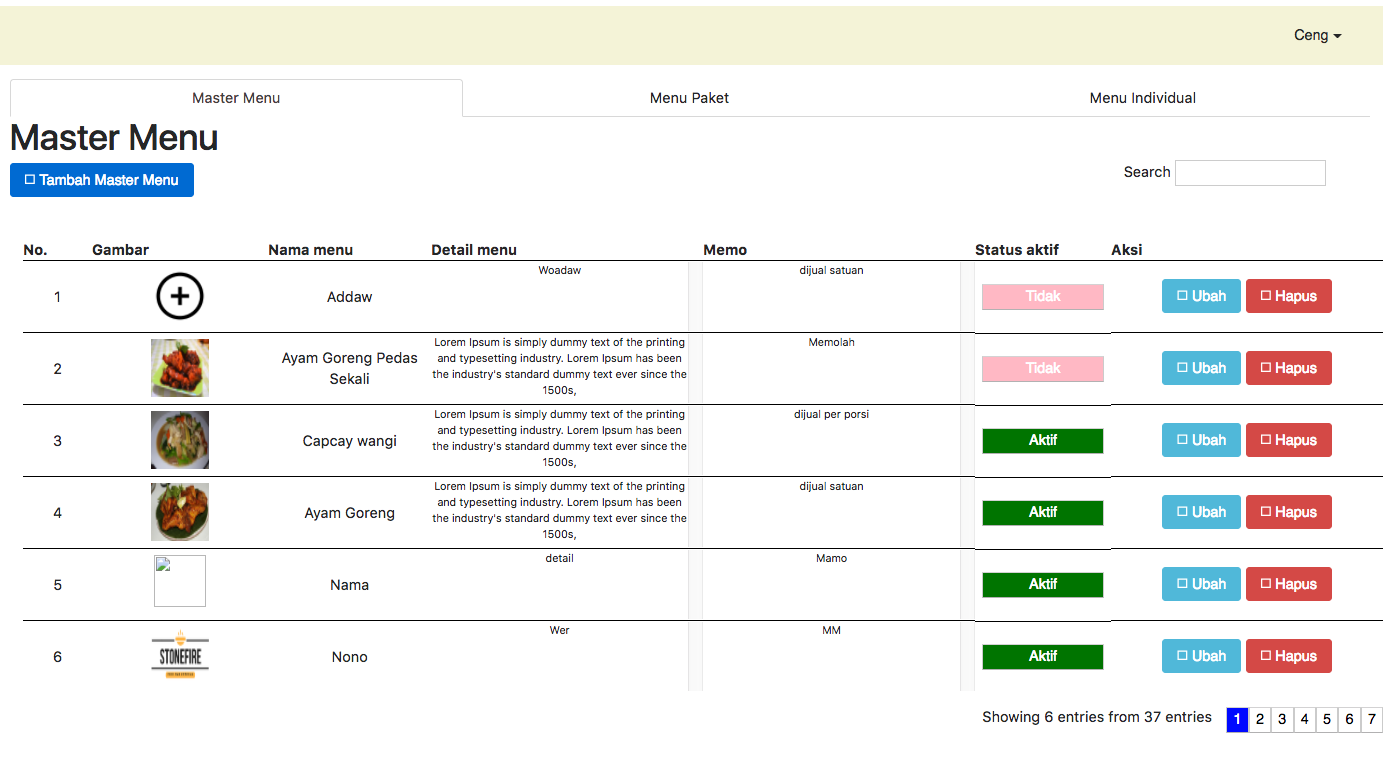 Ceng
Master Menu
Menu Paket
Menu Individual
Master Menu
Tambah Master Menu
Search
No. Gambar Nama menu Detail menu Memo Status aktif Aksi
1 Addaw Woadaw dijual satuan Tidak Ubah Hapus
2 Ayam Goreng Pedas
Sekali
Lorem Ipsum is simply dummy text of the printing
and typesetting industry. Lorem Ipsum has been
the industry's standard dummy text ever since the
1500s,
Memolah Tidak Ubah Hapus
3 Capcay wangi
Lorem Ipsum is simply dummy text of the printing
and typesetting industry. Lorem Ipsum has been
the industry's standard dummy text ever since the
1500s,
dijual per porsi Aktif Ubah Hapus
4 Ayam Goreng
Lorem Ipsum is simply dummy text of the printing
and typesetting industry. Lorem Ipsum has been
the industry's standard dummy text ever since the
1500s,
dijual satuan Aktif Ubah Hapus
5 Nama detail Mamo Aktif Ubah Hapus
6 STONEFIRE Nono Wer MM Aktif Ubah Hapus
Showing 6 entries from 37 entries 1 2 3 4 5 6 7